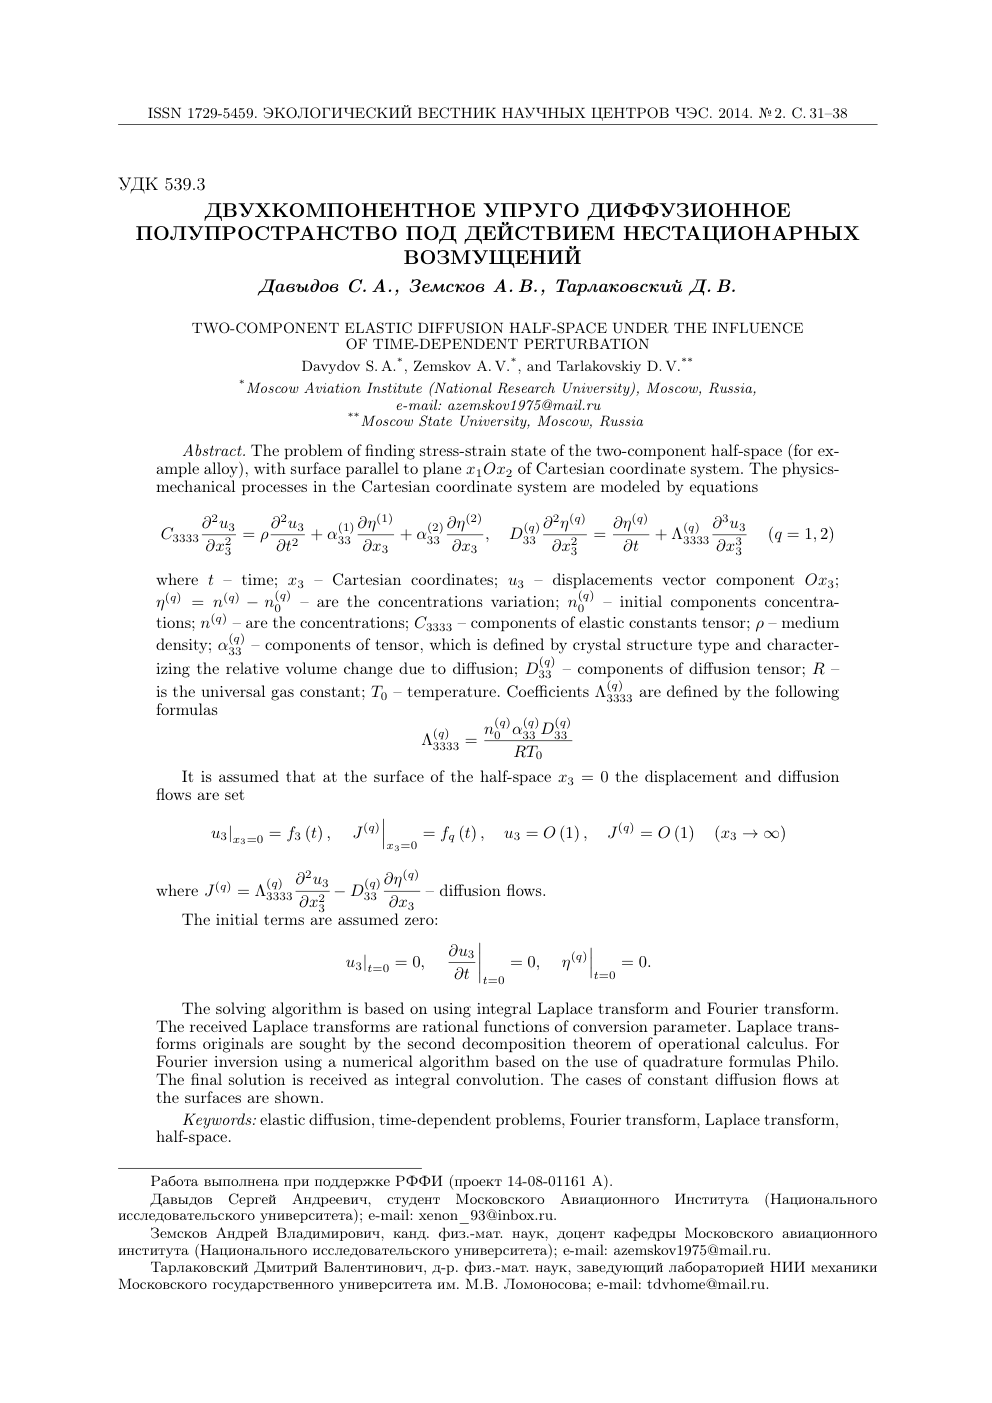 ISSN 1729-5459. ЭКОЛОГИЧЕСКИЙ ВЕСТНИК НАУЧНЫХ ЦЕНТРОВ ЧЭС. 2014. № 2. С. 31–38
УДК 539.3
ДВУХКОМПОНЕНТНОЕ УПРУГО ДИФФУЗИОННОЕ
ПОЛУПРОСТРАНСТВО ПОД ДЕЙСТВИЕМ НЕСТАЦИОНАРНЫХ
ВОЗМУЩЕНИЙ
Давыдов С. А., Земсков А. В., Тарлаковский Д. В.
TWO-COMPONENT ELASTIC DIFFUSION HALF-SPACE UNDER THE INFLUENCE
OF TIME-DEPENDENT PERTURBATION
Davydov S. A.*, Zemskov A. V.*, and Tarlakovskiy D. V.**
*Moscow Aviation Institute (National Research University), Moscow, Russia,
e-mail: azemskov1975@mail.ru
**Moscow State University, Moscow, Russia
Abstract. The problem of finding stress-strain state of the two-component half-space (for ex-
ample alloy), with surface parallel to plane $x_1Ox_2$ of Cartesian coordinate system. The physics-
mechanical processes in the Cartesian coordinate system are modeled by equations
$C_{3333}\frac{\partial^2 u_3}{\partial x_3^2} = \rho\frac{\partial^2 u_3}{\partial t^2} + \alpha_{33}^{(1)}\frac{\partial \eta^{(1)}}{\partial x_3} + \alpha_{33}^{(2)}\frac{\partial \eta^{(2)}}{\partial x_3}, \quad D_{33}^{(q)}\frac{\partial^2 \eta^{(q)}}{\partial x_3^2} = \frac{\partial \eta^{(q)}}{\partial t} + \Lambda_{3333}^{(q)}\frac{\partial^3 u_3}{\partial x_3^3} \quad (q = 1, 2)$
where $t$ – time; $x_3$ – Cartesian coordinates; $u_3$ – displacements vector component $Ox_3$;
$\eta^{(q)} = n^{(q)} - n_0^{(q)}$ – are the concentrations variation; $n_0^{(q)}$ – initial components concentra-
tions; $n^{(q)}$ – are the concentrations; $C_{3333}$ – components of elastic constants tensor; $\rho$ – medium
density; $\alpha_{33}^{(q)}$ – components of tensor, which is defined by crystal structure type and character-
izing the relative volume change due to diffusion; $D_{33}^{(q)}$ – components of diffusion tensor; $R$ –
is the universal gas constant; $T_0$ – temperature. Coefficients $\Lambda_{3333}^{(q)}$ are defined by the following
formulas
$\Lambda_{3333}^{(q)} = \frac{n_0^{(q)}\alpha_{33}^{(q)}D_{33}^{(q)}}{RT_0}$
It is assumed that at the surface of the half-space $x_3 = 0$ the displacement and diffusion
flows are set
$u_3|_{x_3=0} = f_3(t), \quad J^{(q)}\Big|_{x_3=0} = f_q(t), \quad u_3 = O(1), \quad J^{(q)} = O(1) \quad (x_3 \to \infty)$
where $J^{(q)} = \Lambda_{3333}^{(q)}\frac{\partial^2 u_3}{\partial x_3^2} - D_{33}^{(q)}\frac{\partial \eta^{(q)}}{\partial x_3}$ – diffusion flows.
The initial terms are assumed zero:
$u_3|_{t=0} = 0, \quad \frac{\partial u_3}{\partial t}\Big|_{t=0} = 0, \quad \eta^{(q)}\Big|_{t=0} = 0.$
The solving algorithm is based on using integral Laplace transform and Fourier transform.
The received Laplace transforms are rational functions of conversion parameter. Laplace trans-
forms originals are sought by the second decomposition theorem of operational calculus. For
Fourier inversion using a numerical algorithm based on the use of quadrature formulas Philo.
The final solution is received as integral convolution. The cases of constant diffusion flows at
the surfaces are shown.
Keywords: elastic diffusion, time-dependent problems, Fourier transform, Laplace transform,
half-space.
Работа выполнена при поддержке РФФИ (проект 14-08-01161 А).
Давыдов Сергей Андреевич, студент Московского Авиационного Института (Национального
исследовательского университета); e-mail: xenon_93@inbox.ru.
Земсков Андрей Владимирович, канд. физ.-мат. наук, доцент кафедры Московского авиационного
института (Национального исследовательского университета); e-mail: azemskov1975@mail.ru.
Тарлаковский Дмитрий Валентинович, д-р. физ.-мат. наук, заведующий лабораторией НИИ механики
Московского государственного университета им. М.В. Ломоносова; e-mail: tdvhome@mail.ru.